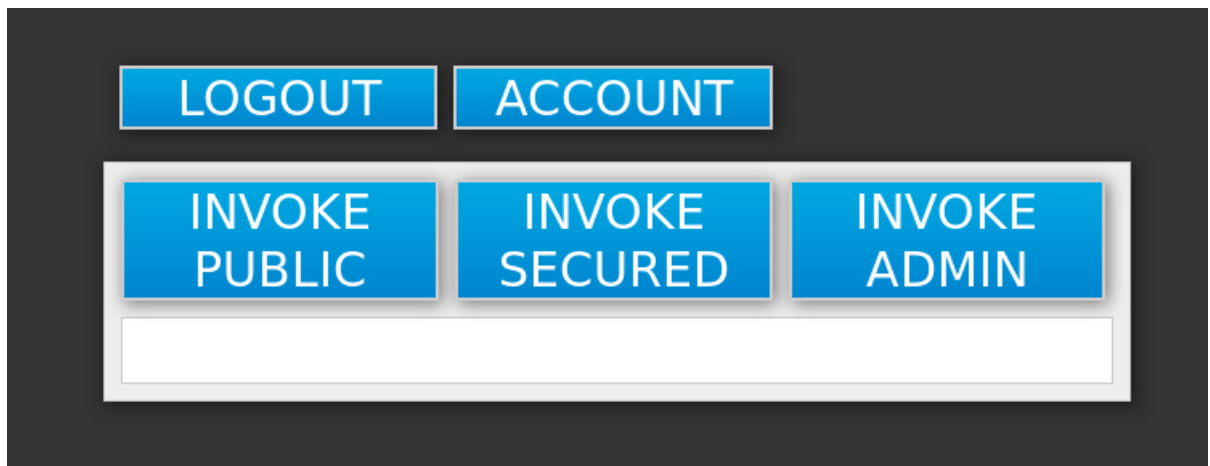 LOGOUT
ACCOUNT
INVOKE
PUBLIC
INVOKE
SECURED
INVOKE
ADMIN